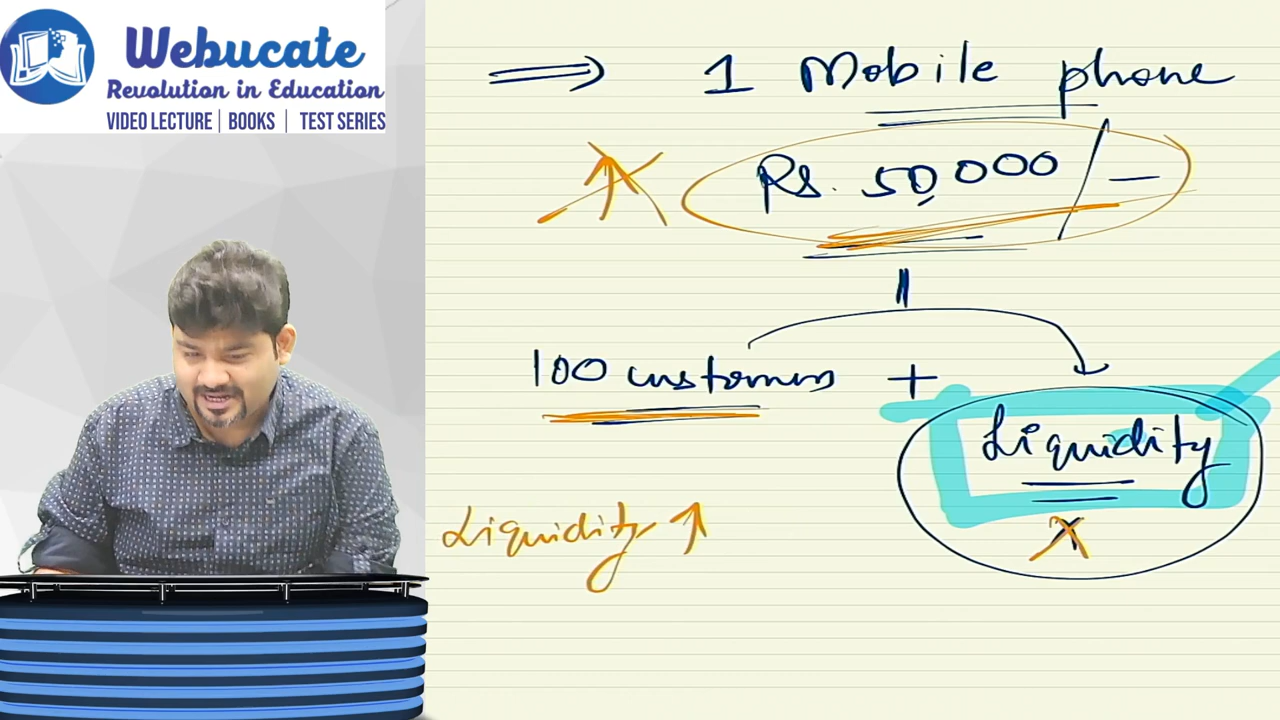 Webucate
Revolution in Education
VIDEO LECTURE | BOOKS | TEST SERIES
⇒ 1 Mobile phone
Rs. 50,000/-
100 customers + Liquidity
Liquidity ↑